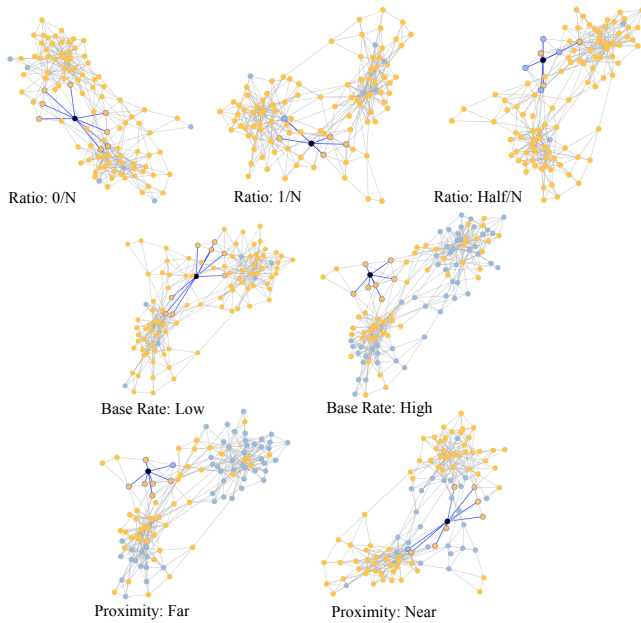 Ratio: 0/N
Ratio: 1/N
Ratio: Half/N
Base Rate: Low
Base Rate: High
Proximity: Far
Proximity: Near